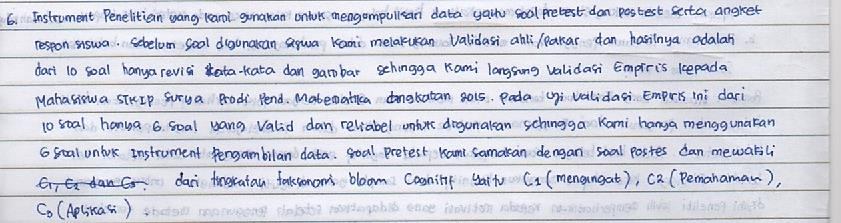 6. Instrument Penelitian yang kami gunakan untuk mengumpulkan data yaitu soal pretest dan postest serta angket
respon siswa. Sebelum soal digunakan siswa kami melakukan validasi ahli/pakar dan hasilnya adalah
dari 10 soal hanya revisi kata-kata dan gambar sehingga kami langsung validasi Empiris kepada
Mahasiswa STKIP Surya Prodi Pend. Matematika angkatan 2015. Pada uji validasi Empiris ini dari
10 soal hanya 6 soal yang valid dan reliabel untuk digunakan sehingga kami hanya menggunakan
6 soal untuk Instrument Pengambilan data. Soal Pretest kami samakan dengan soal postes dan mewakili
C1, C2 dan C3. dari tingkatan taksonomi bloom Cognitif yaitu C1 (mengingat), C2 (Pemahaman),
C3 (Aplikasi)